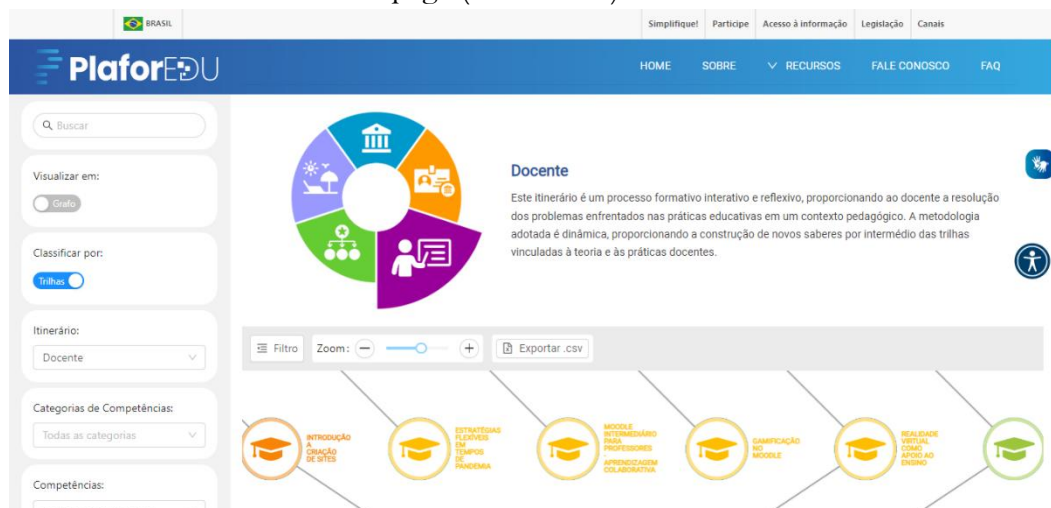 BRASIL
Simplifique!
Participe
Acesso à informação
Legislação
Canais
PlaforEDU
HOME
SOBRE
RECURSOS
FALE CONOSCO
FAQ
Buscar
Visualizar em:
Grafo
Classificar por:
Trilhas
Itinerário:
Docente
Categorias de Competências:
Todas as categorias
Competências:
Docente
Este itinerário é um processo formativo interativo e reflexivo, proporcionando ao docente a resolução
dos problemas enfrentados nas práticas educativas em um contexto pedagógico. A metodologia
adotada é dinâmica, proporcionando a construção de novos saberes por intermédio das trilhas
vinculadas à teoria e às práticas docentes.
Filtro
Zoom:
Exportar .csv
INTRODUÇÃO
A
CRIAÇÃO
DE SITES
ESTRATÉGIAS
FLEXÍVEIS
EM
TEMPOS
DE
PANDEMIA
MOODLE
INTERMEDIÁRIO
PARA
PROFESSORES
-
APRENDIZAGEM
COLABORATIVA
GAMIFICAÇÃO
NO
MOODLE
REALIDADE
VIRTUAL
COMO
APOIO AO
ENSINO